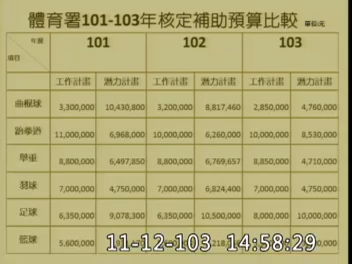 體育署101-103年核定補助預算比較 單位:元
年度 101 102 103
項目
工作計畫 潛力計畫 工作計畫 潛力計畫 工作計畫 潛力計畫
曲棍球 3,300,000 10,430,800 3,200,000 8,817,460 2,850,000 4,760,000
跆拳道 11,000,000 6,968,000 10,000,000 6,260,000 10,000,000 8,530,000
舉重 8,800,000 6,497,850 8,800,000 6,769,657 8,850,000 4,710,000
羽球 7,000,000 4,750,000 7,000,000 6,824,400 7,000,000 4,750,000
足球 6,350,000 9,078,300 6,350,000 10,500,000 8,000,000 10,000,000
籃球 5,600,000
11-12-103 14:58:29